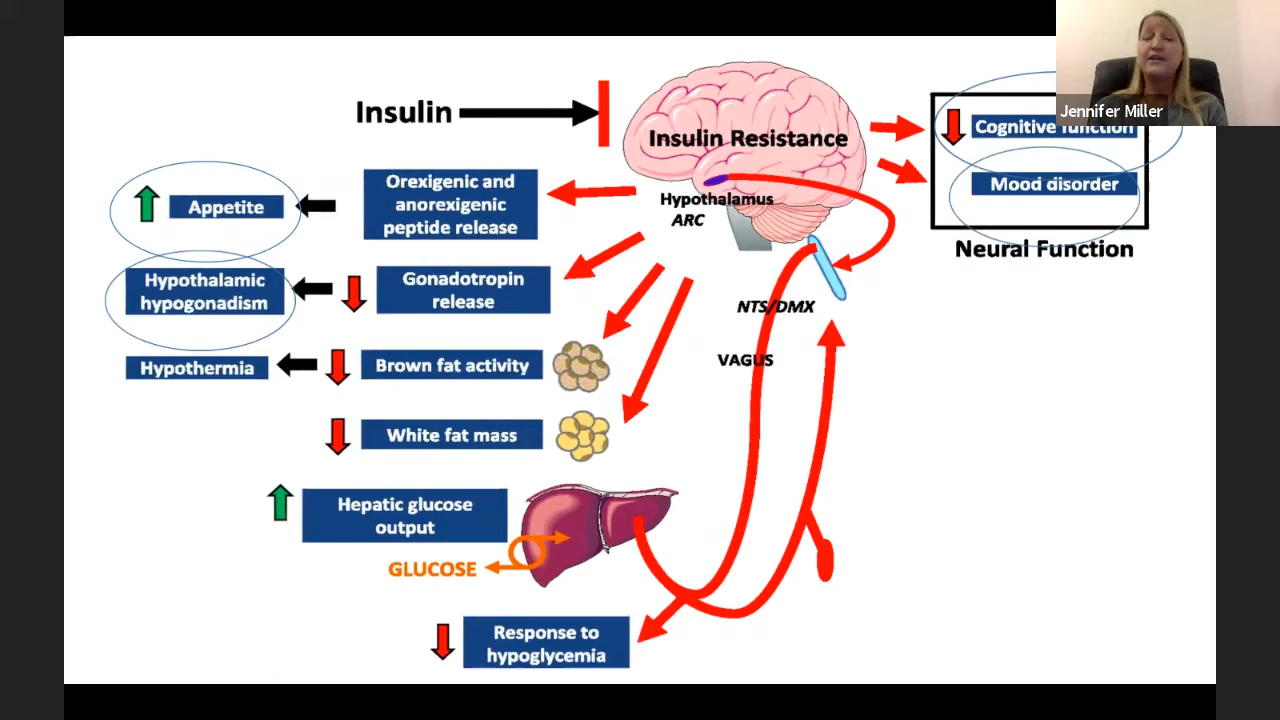 Jennifer Miller
Insulin
Insulin Resistance
Cognitive function
Mood disorder
Neural Function
Orexigenic and
anorexigenic
peptide release
Appetite
Hypothalamus
ARC
Gonadotropin
release
Hypothalamic
hypogonadism
NTS/DMX
VAGUS
Brown fat activity
Hypothermia
White fat mass
Hepatic glucose
output
GLUCOSE
Response to
hypoglycemia